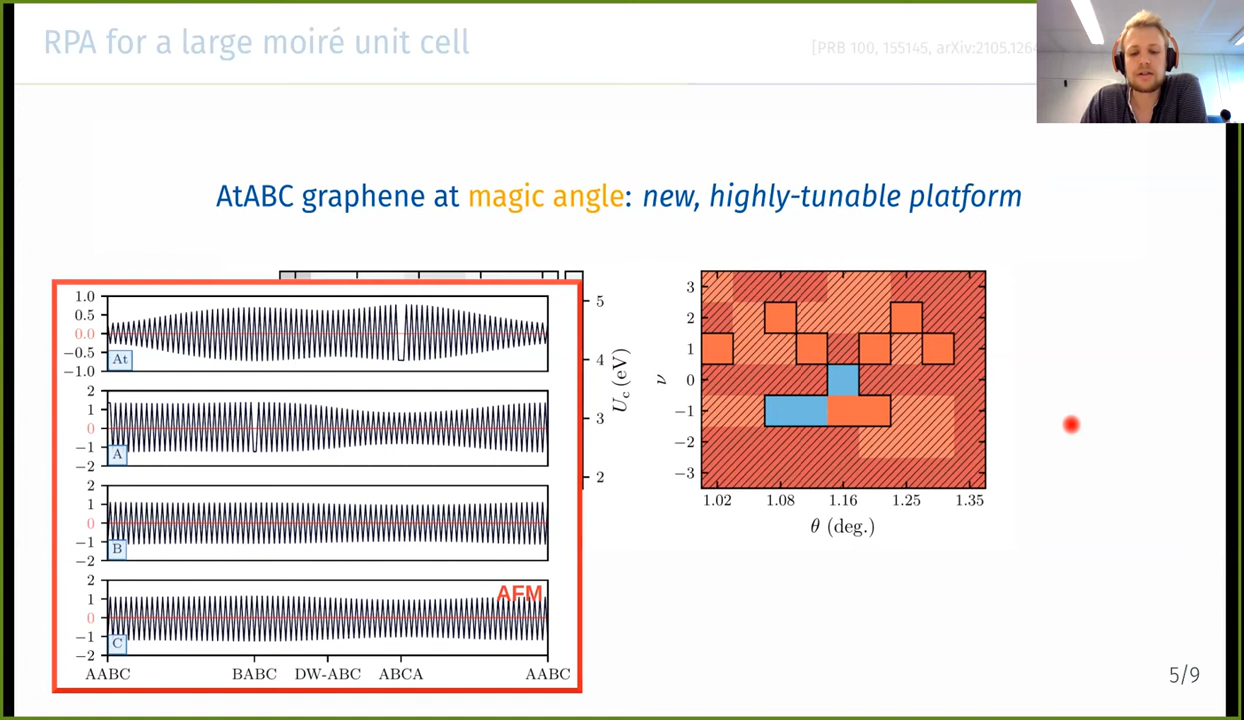 RPA for a large moiré unit cell
[PRB 100, 155145, arXiv:2105.1264
AtABC graphene at magic angle: new, highly-tunable platform
1.0
0.5
0.0
−0.5
−1.0
At
2
1
0
−1
−2
A
2
1
0
−1
−2
B
2
1
0
−1
−2
C
AFM
AABC BABC DW-ABC ABCA AABC
5
4
3
2
U_c (eV)
3
2
1
0
−1
−2
−3
ν
1.02 1.08 1.16 1.25 1.35
θ (deg.)
5/9